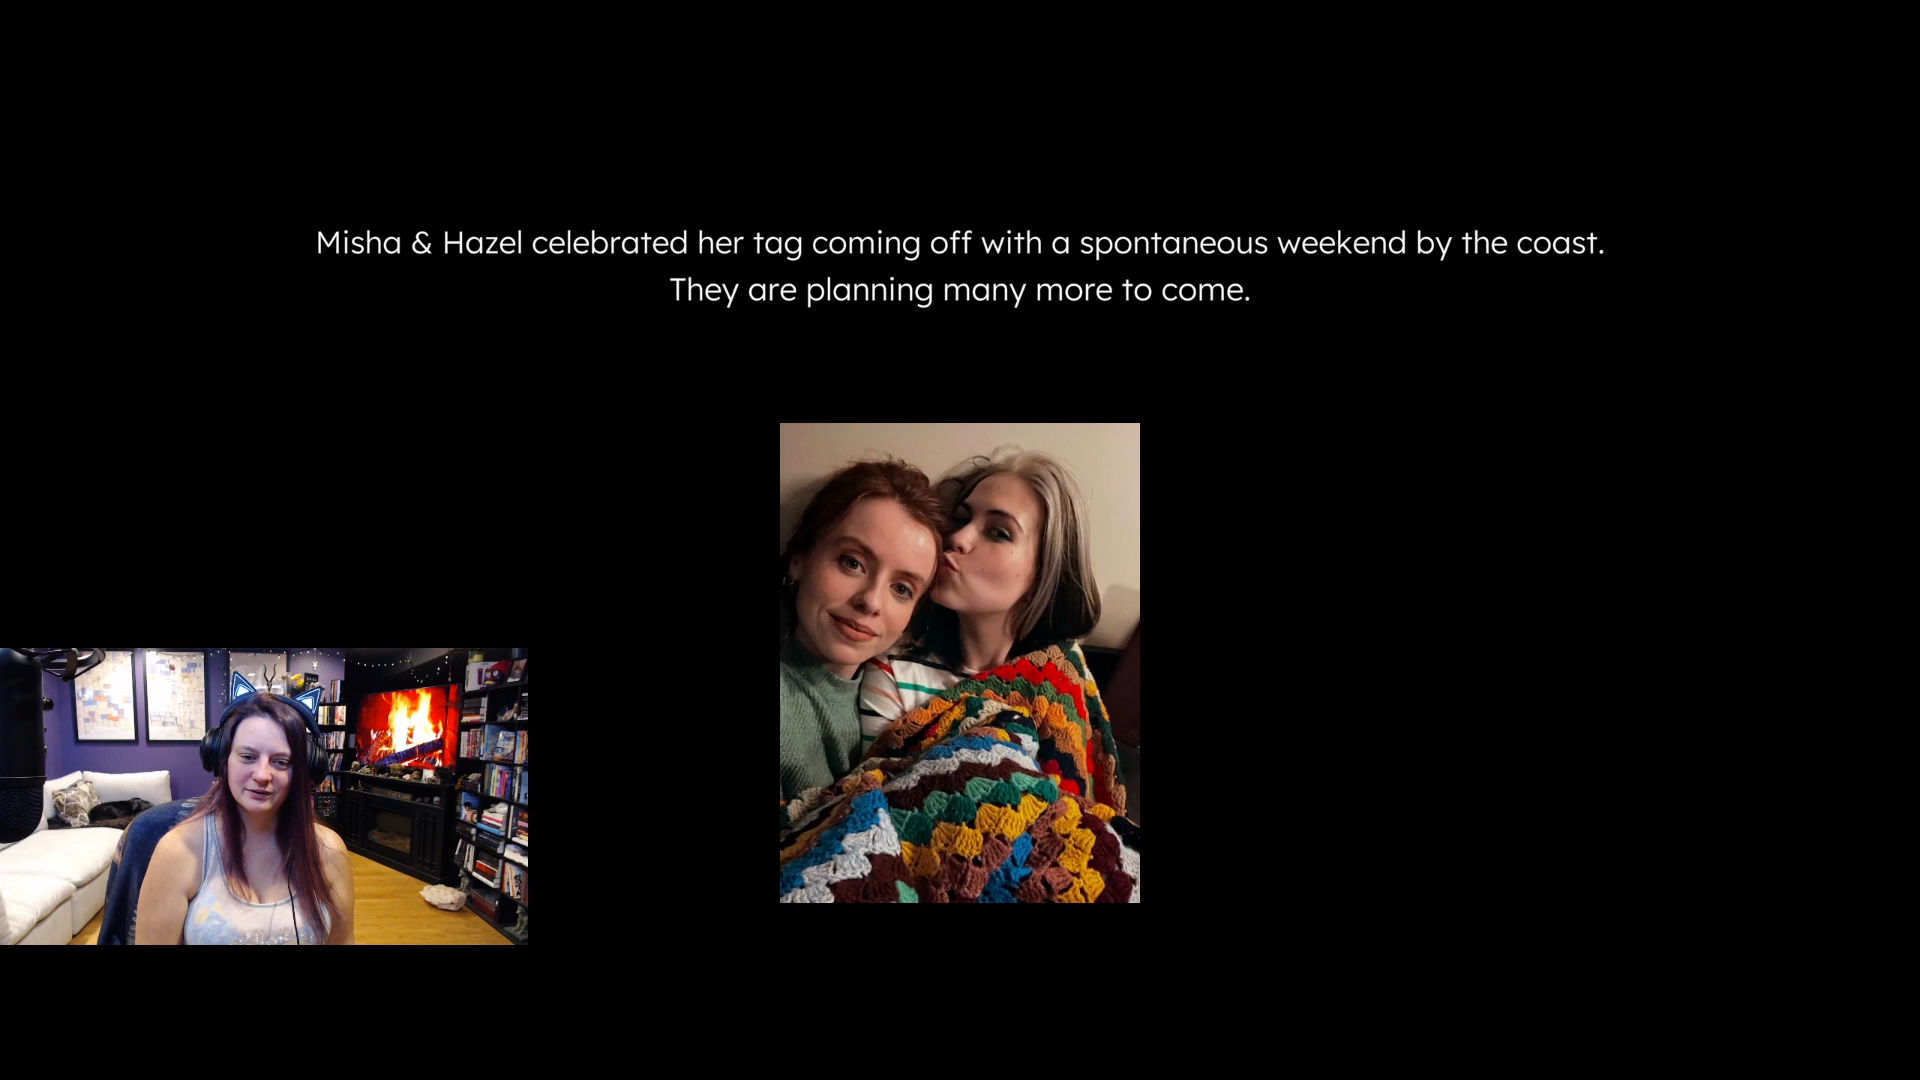 Misha & Hazel celebrated her tag coming off with a spontaneous weekend by the coast.
They are planning many more to come.